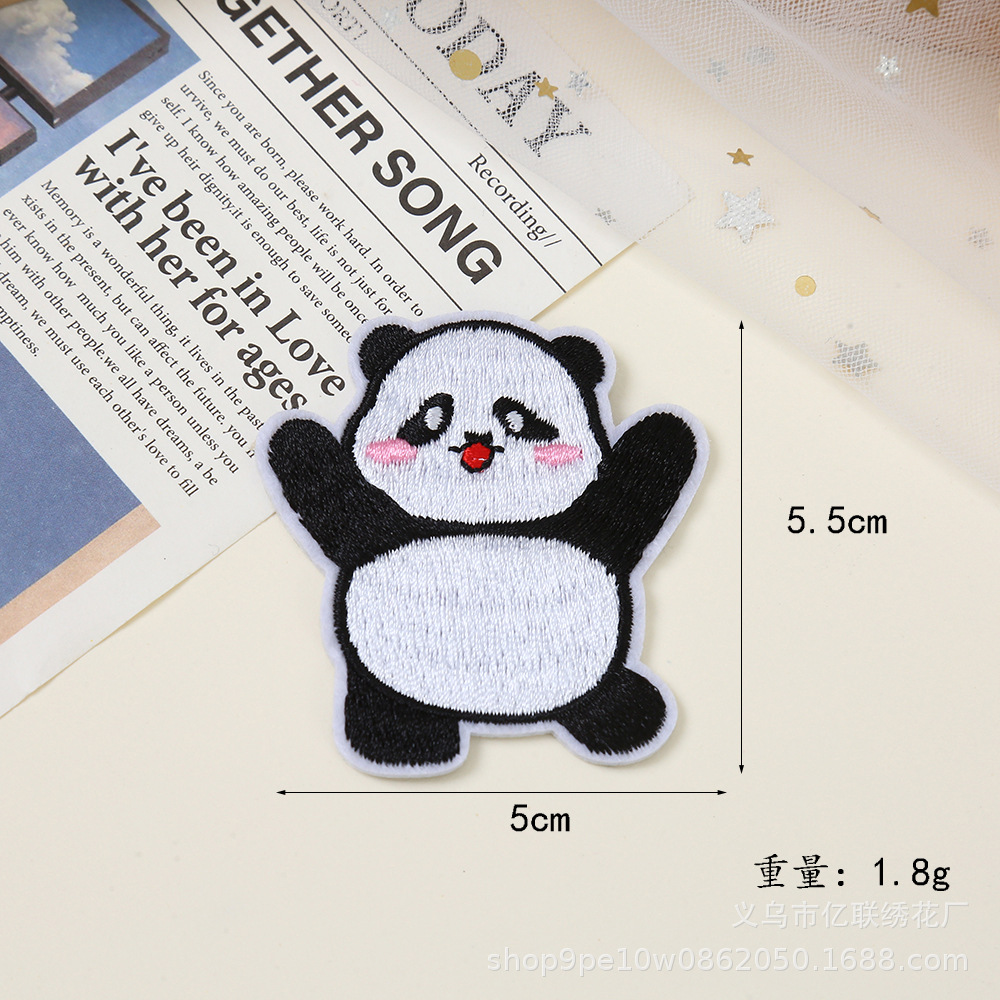 GETHER SONG
ORT}
ODAY
Recording//
Since you are born, please work hard. In order to
urvive, we must do our best, life is not just for
self. I know how amazing people will be once
give up heir dignity,it is enough to save some
I've been in Love
with her for ages
Memory is a wonderful thing, it lives in the past
xists in the present, but can affect the future. you
ever know how much you like a person unless you
him with other people.we all have dreams, a be
dream, we must use each other's love to fill
mptiness.
5.5cm
5cm
重量：1.8g
义乌市亿联绣花厂
shop9pe10w0862050.1688.com